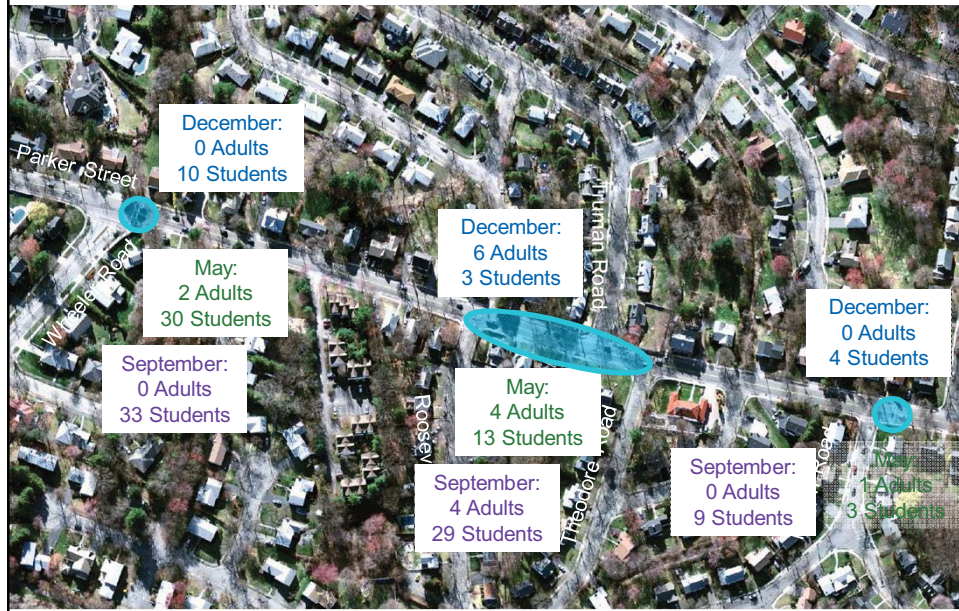 December:
0 Adults
10 Students
Parker Street
Wheeler Road
May:
2 Adults
30 Students
September:
0 Adults
33 Students
December:
6 Adults
3 Students
Truman Road
May:
4 Adults
13 Students
Roosev
September:
4 Adults
29 Students
Theodore
December:
0 Adults
4 Students
September:
0 Adults
9 Students
Road
May:
1 Adults
3 Students